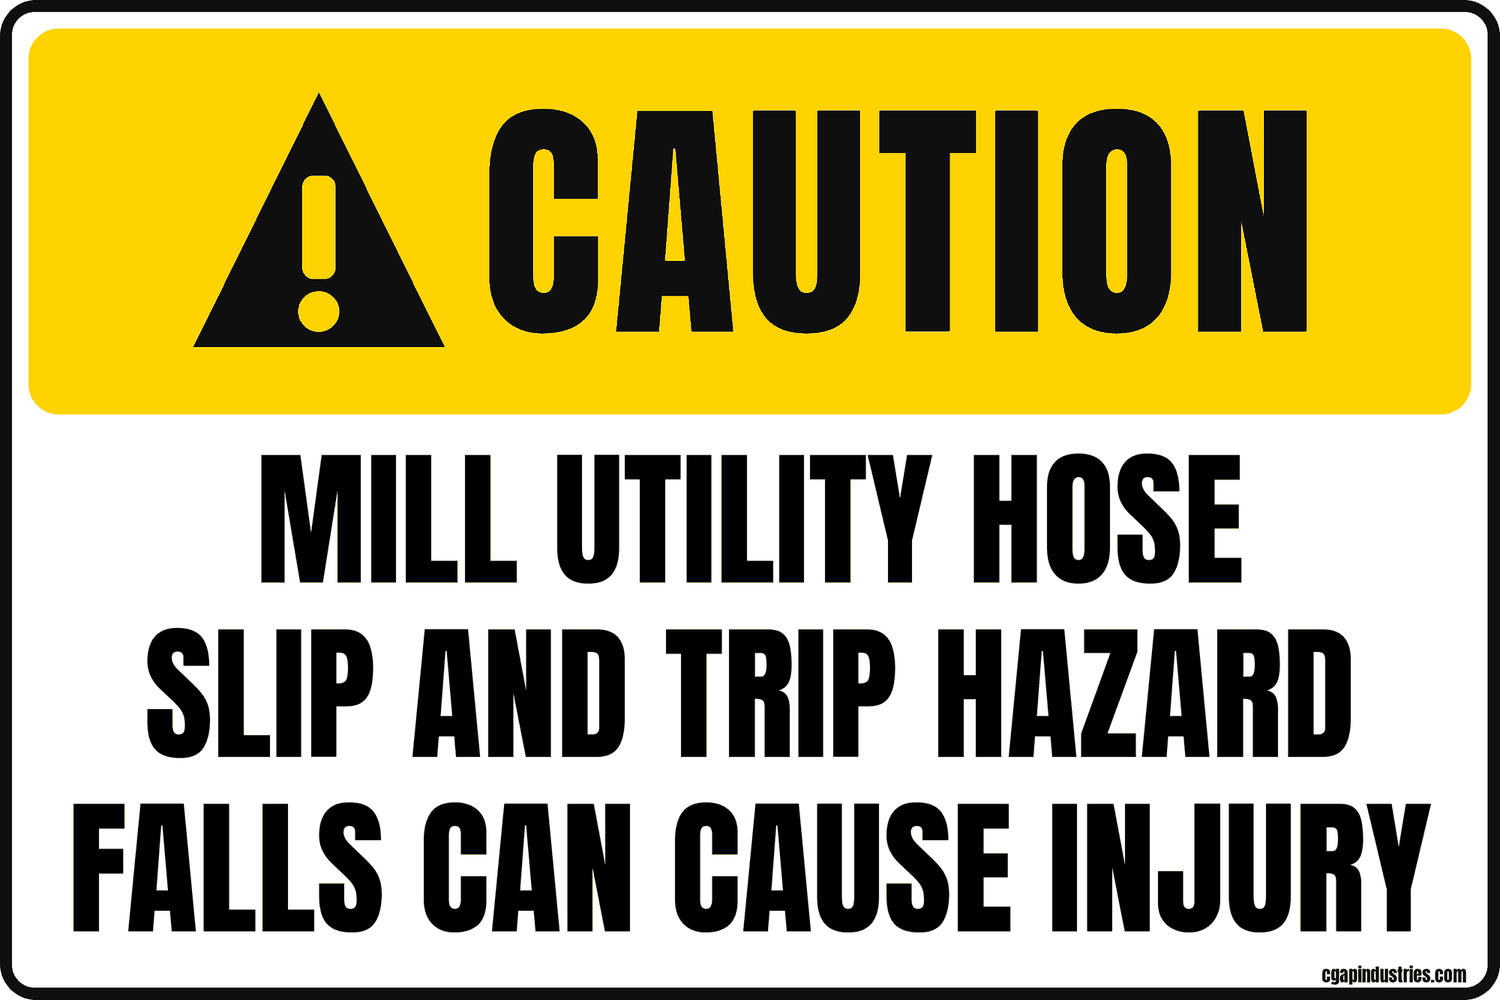 CAUTION
MILL UTILITY HOSE
SLIP AND TRIP HAZARD
FALLS CAN CAUSE INJURY
cgapindustries.com